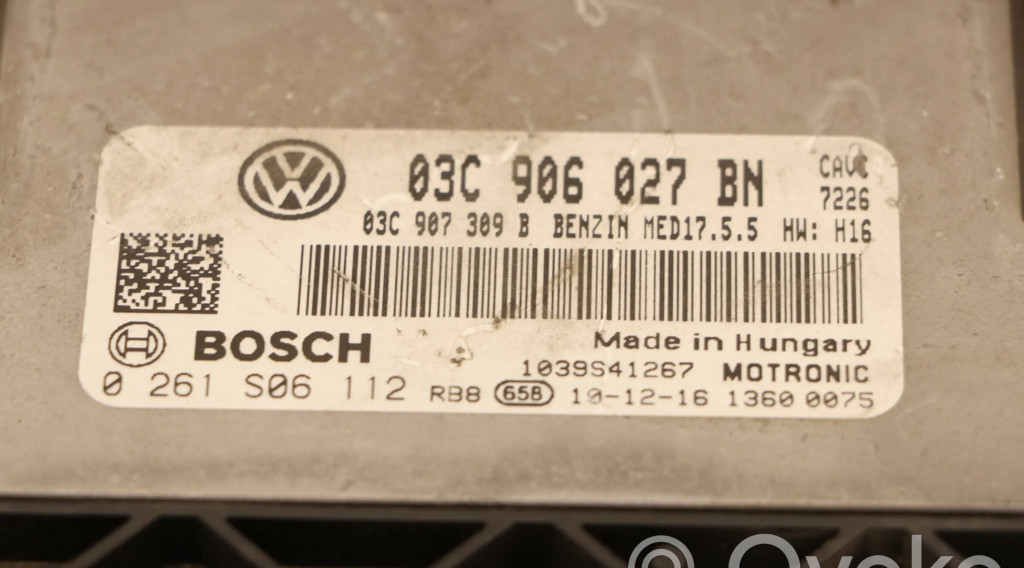 03C 906 027 BN CAVC
7226
03C 907 309 B BENZIN MED17.5.5 HW: H16
BOSCH Made in Hungary
1039S41267 MOTRONIC
0 261 S06 112 RB8 658 10-12-16 1360 0075